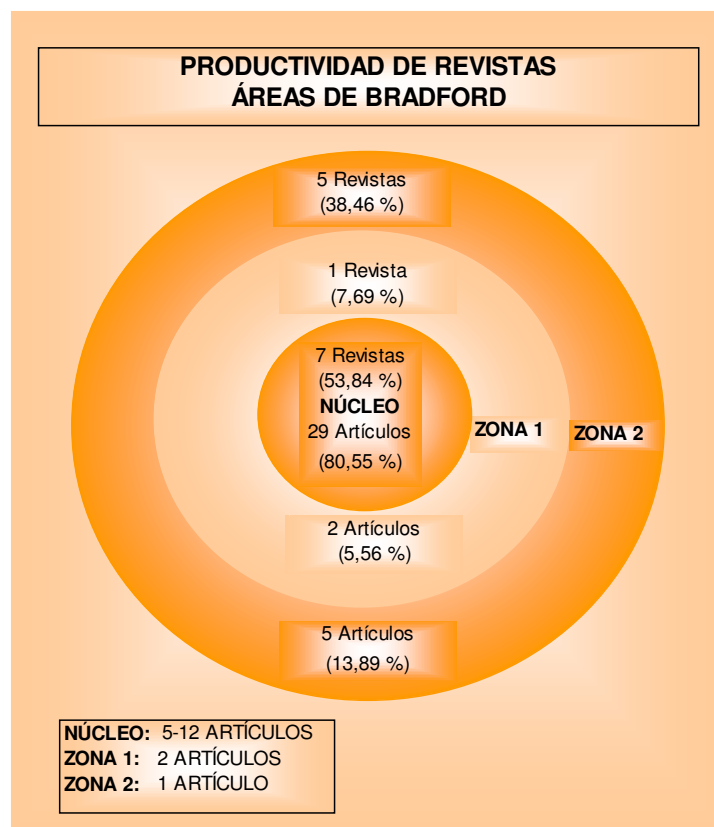 PRODUCTIVIDAD DE REVISTAS
ÁREAS DE BRADFORD
5 Revistas
(38,46 %)
1 Revista
(7,69 %)
7 Revistas
(53,84 %)
NÚCLEO
29 Artículos
(80,55 %)
ZONA 1
ZONA 2
2 Artículos
(5,56 %)
5 Artículos
(13,89 %)
NÚCLEO: 5-12 ARTÍCULOS
ZONA 1: 2 ARTÍCULOS
ZONA 2: 1 ARTÍCULO